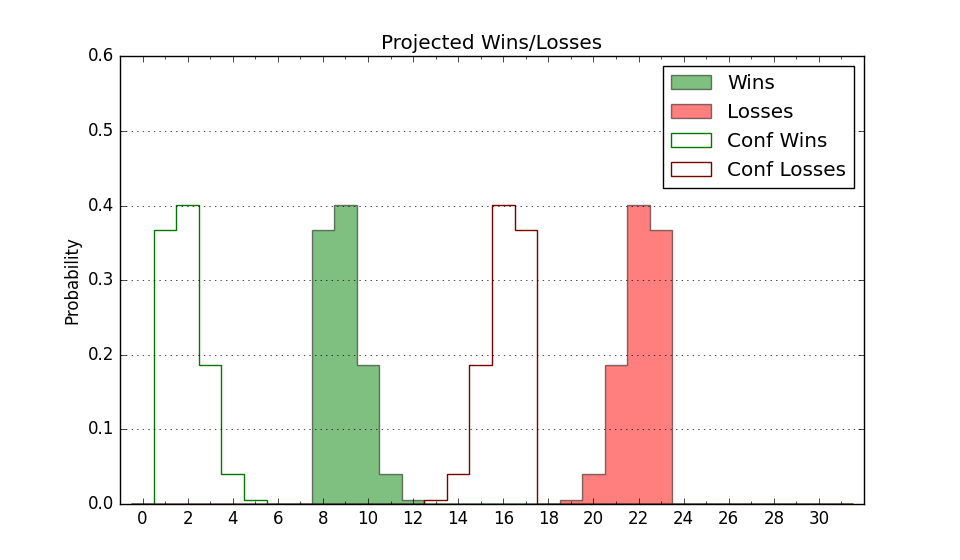 Projected Wins/Losses
0.6
0.5
0.4
0.3
0.2
0.1
0.0
Probability
Wins
Losses
Conf Wins
Conf Losses
0 2 4 6 8 10 12 14 16 18 20 22 24 26 28 30